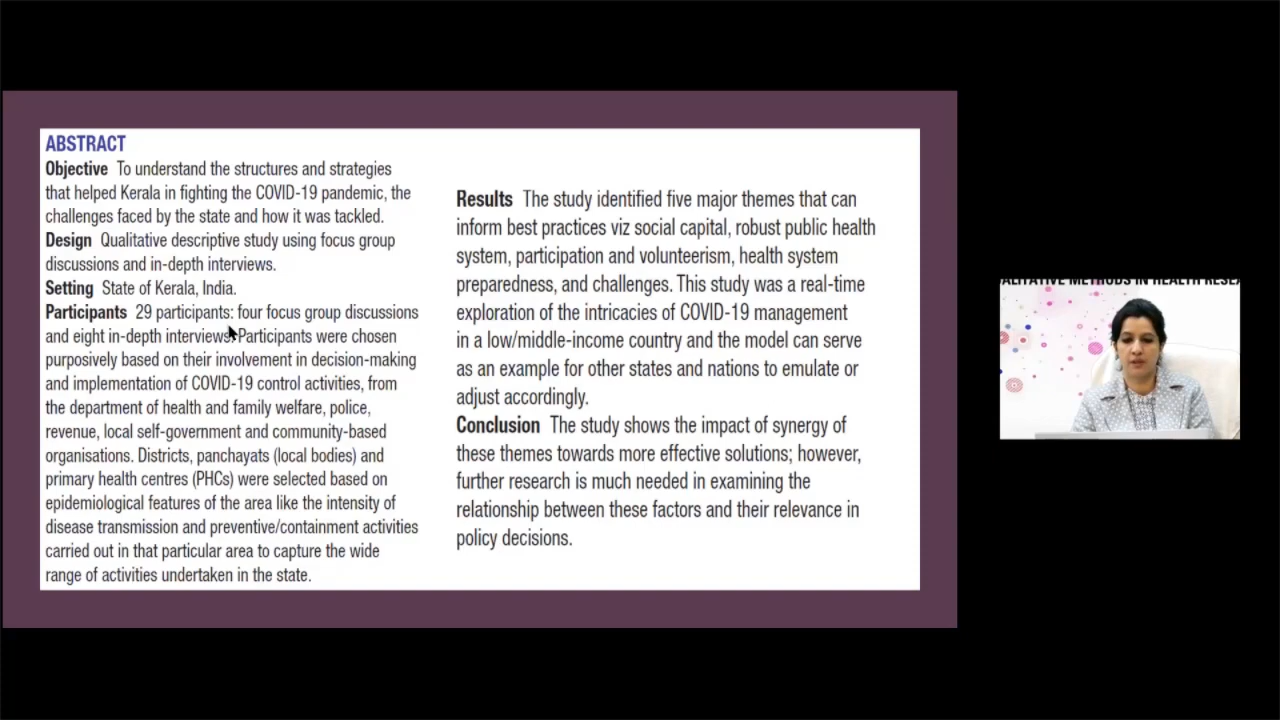 ABSTRACT
Objective To understand the structures and strategies
that helped Kerala in fighting the COVID-19 pandemic, the
challenges faced by the state and how it was tackled.
Design Qualitative descriptive study using focus group
discussions and in-depth interviews.
Setting State of Kerala, India.
Participants 29 participants: four focus group discussions
and eight in-depth interviews. Participants were chosen
purposively based on their involvement in decision-making
and implementation of COVID-19 control activities, from
the department of health and family welfare, police,
revenue, local self-government and community-based
organisations. Districts, panchayats (local bodies) and
primary health centres (PHCs) were selected based on
epidemiological features of the area like the intensity of
disease transmission and preventive/containment activities
carried out in that particular area to capture the wide
range of activities undertaken in the state.
Results The study identified five major themes that can
inform best practices viz social capital, robust public health
system, participation and volunteerism, health system
preparedness, and challenges. This study was a real-time
exploration of the intricacies of COVID-19 management
in a low/middle-income country and the model can serve
as an example for other states and nations to emulate or
adjust accordingly.
Conclusion The study shows the impact of synergy of
these themes towards more effective solutions; however,
further research is much needed in examining the
relationship between these factors and their relevance in
policy decisions.
METHODS IN HEALTH